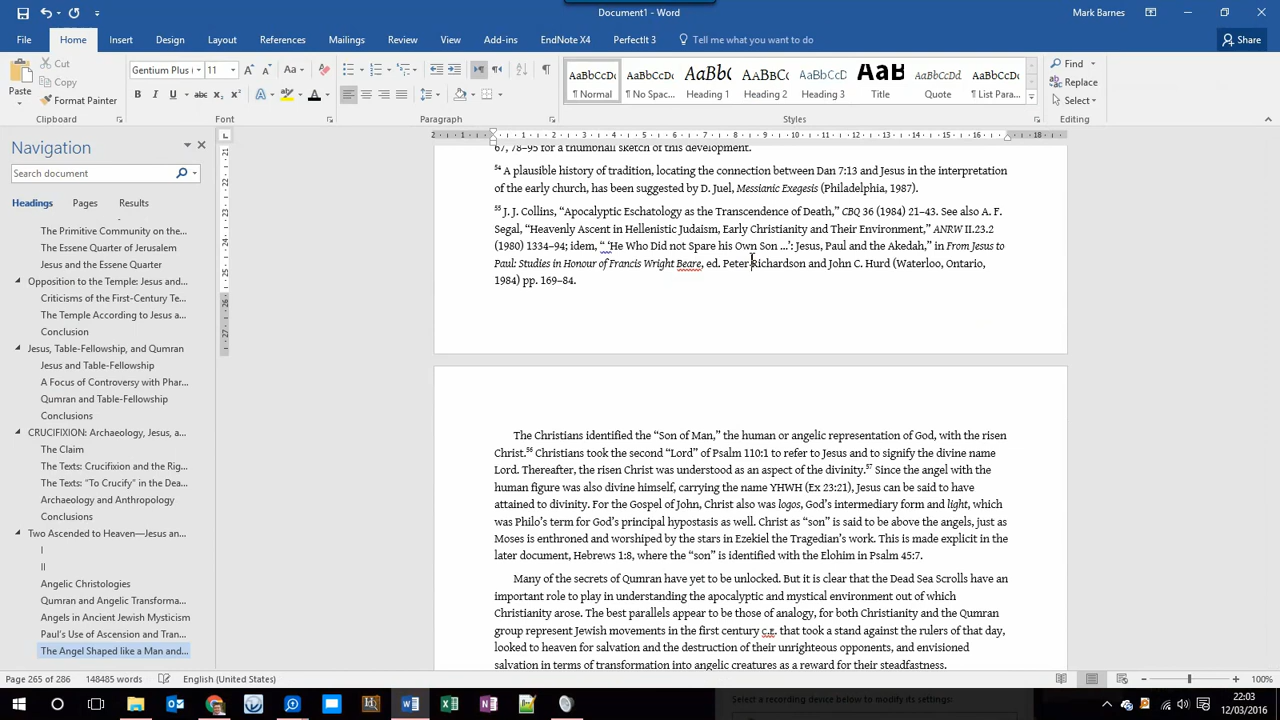 Mark Barnes
File Home Insert Design Layout References Mailings Review View EndNote X4 PerfectIt 3 Tell me what you want to do Share
Cut
Copy
Format Painter
Paste
Clipboard
Gentium Plus ( 11
Font
Paragraph
AaBbCcDc AaBbCcDc AaBbC AaBbCc AaBbCcDc AaB AaBbCcDd AaBbCcDc
¶ Normal ¶ No Spac... Heading 1 Heading 2 Heading 3 Title Quote ¶ List Para...
Styles
Find
Replace
Select
Editing
Navigation
Search document
Headings Pages Results
The Primitive Community on the...
The Essene Quarter of Jerusalem
The Essenes and James
Opposition to the Temple: Jesus and...
Criticisms of the First-Century Te...
The Temple According to Jesus a...
Conclusion
Jesus, Table-Fellowship, and Qumran
Jesus and Table-Fellowship
A Focus of Controversy with Phar...
Qumran and Table-Fellowship
Conclusions
CRUCIFIXION: Archaeology, Jesus, a...
The Claim
The Texts: Crucifixion and the Rig...
The Texts: “To Crucify” in the Dea...
Archaeology and Anthropology
Conclusions
Two Ascended to Heaven—Jesus an...
I
II
Angelic Christologies
Qumran and Angelic Transforma...
Angels in Ancient Jewish Mysticism
Paul's Use of Ascension and Tran...
The Angel Shaped like a Man and...
67, 78–95 for a thumbnail sketch of this development.
54 A plausible history of tradition, locating the connection between Dan 7:13 and Jesus in the interpretation
of the early church, has been suggested by D. Juel, Messianic Exegesis (Philadelphia, 1987).
55 J. J. Collins, “Apocalyptic Eschatology as the Transcendence of Death,” CBQ 36 (1984) 21–43. See also A. F.
Segal, “Heavenly Ascent in Hellenistic Judaism, Early Christianity and Their Environment,” ANRW II.23.2
(1980) 1334–94; idem, “ ‘He Who Did not Spare his Own Son ...’: Jesus, Paul and the Akedah,” in From Jesus to
Paul: Studies in Honour of Francis Wright Beare, ed. Peter Richardson and John C. Hurd (Waterloo, Ontario,
1984) pp. 169–84.
The Christians identified the “Son of Man,” the human or angelic representation of God, with the risen
Christ.56 Christians took the second “Lord” of Psalm 110:1 to refer to Jesus and to signify the divine name
Lord. Thereafter, the risen Christ was understood as an aspect of the divinity.57 Since the angel with the
human figure was also divine himself, carrying the name YHWH (Ex 23:21), Jesus can be said to have
attained to divinity. For the Gospel of John, Christ also was logos, God's intermediary form and light, which
was Philo's term for God's principal hypostasis as well. Christ as “son” is said to be above the angels, just as
Moses is enthroned and worshiped by the stars in Ezekiel the Tragedian's work. This is made explicit in the
later document, Hebrews 1:8, where the “son” is identified with the Elohim in Psalm 45:7.
Many of the secrets of Qumran have yet to be unlocked. But it is clear that the Dead Sea Scrolls have an
important role to play in understanding the apocalyptic and mystical environment out of which
Christianity arose. The best parallels appear to be those of analogy, for both Christianity and the Qumran
group represent Jewish movements in the first century C.E. that took a stand against the rulers of that day,
looked to heaven for salvation and the destruction of their unrighteous opponents, and envisioned
salvation in terms of transformation into angelic creatures as a reward for their steadfastness.
Page 265 of 286 148485 words English (United States) 100%
Select a recording device below to modify its settings:
22:03
12/03/2016